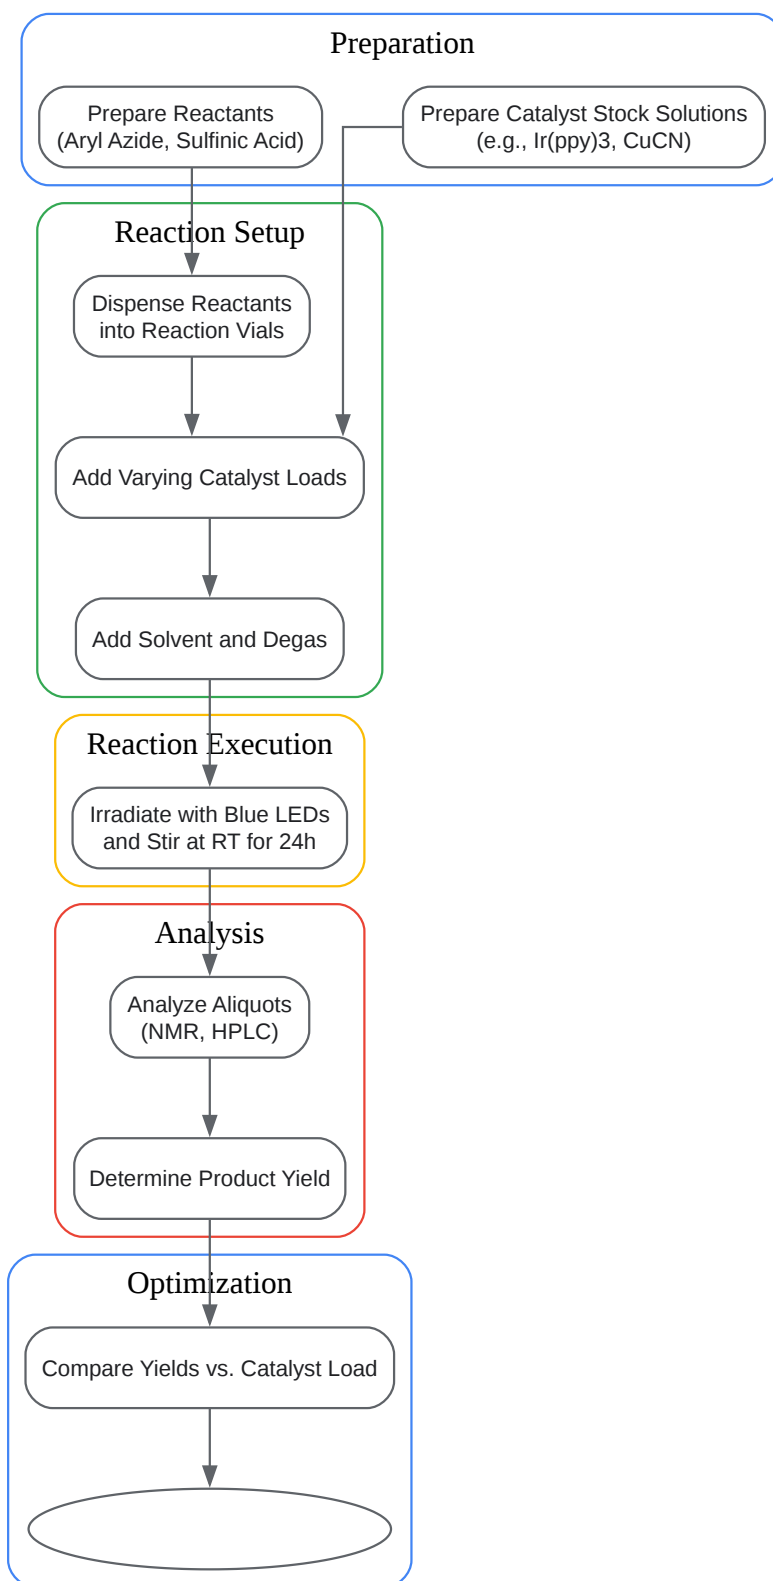 Preparation
Prepare Reactants
(Aryl Azide, Sulfinic Acid)
Prepare Catalyst Stock Solutions
(e.g., Ir(ppy)3, CuCN)
Reaction Setup
Dispense Reactants
into Reaction Vials
Add Varying Catalyst Loads
Add Solvent and Degas
Reaction Execution
Irradiate with Blue LEDs
and Stir at RT for 24h
Analysis
Analyze Aliquots
(NMR, HPLC)
Determine Product Yield
Optimization
Compare Yields vs. Catalyst Load